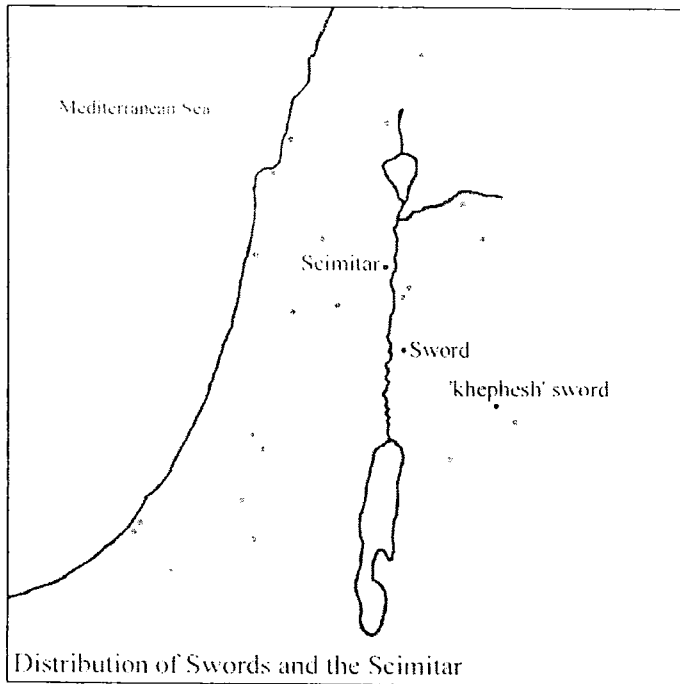 Mediterranean Sea
Scimitar
Sword
'khephesh' sword
Distribution of Swords and the Scimitar